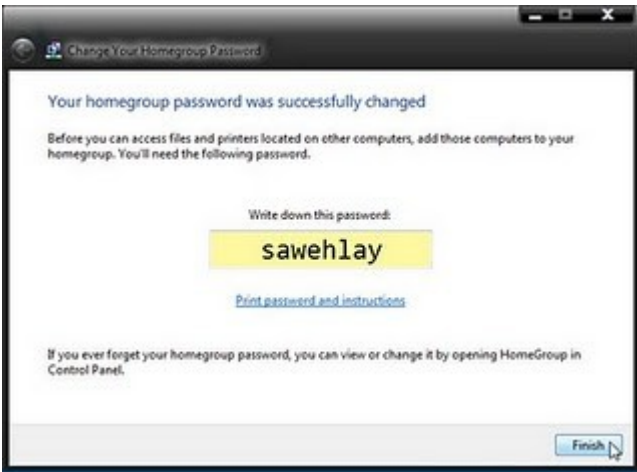 Change Your Homegroup Password
Your homegroup password was successfully changed
Before you can access files and printers located on other computers, add those computers to your
homegroup. You'll need the following password.
Write down this password:
sawehlay
Print password and instructions
If you ever forget your homegroup password, you can view or change it by opening HomeGroup in
Control Panel.
Finish